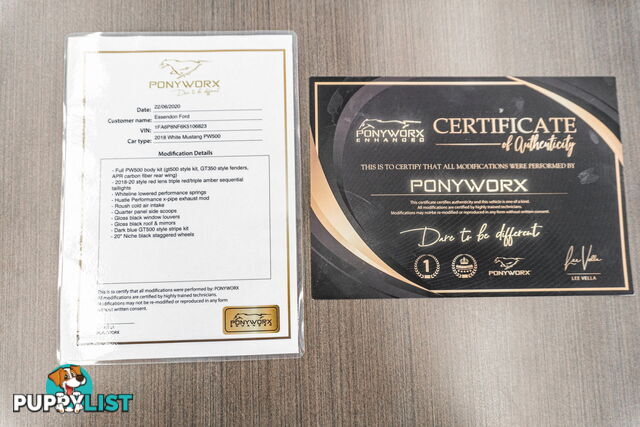 PONYWORX
Dare to be different
Date: 22/06/2020
Customer name: Essendon Ford
VIN: 1FA6P8NF6K5106823
Car type: 2018 White Mustang PW500
Modification Details
- Full PW500 body kit (gt500 style kit, GT350 style fenders,
APR carbon fiber rear wing)
- 2018-20 style red lens triple red/triple amber sequential
taillights
- Whiteline lowered performance springs
- Hustle Performance x-pipe exhaust mod
- Roush cold air intake
- Quarter panel side scoops
- Gloss black window louvers
- Gloss black roof & mirrors
- Dark blue GT500 style stripe kit
- 20" Niche black staggered wheels
This is to certify that all modifications were performed by: PONYWORX
All modifications are certified by highly trained technicians.
Modifications may not be re-modified or reproduced in any form
without written consent.
PONYWORX
PONYWORX
ENHANCED
CERTIFICATE
of Authenticity
THIS IS TO CERTIFY THAT ALL MODIFICATIONS WERE PERFORMED BY
PONYWORX
This certificate certifies authenticity and this vehicle is one of a kind.
All modifications are certified by highly trained technicians.
Modifications may not be re-modified or reproduced in any form without written consent.
Dare to be different
1
PONYWORX
Lee Vella
LEE VELLA
PUPPYLIST